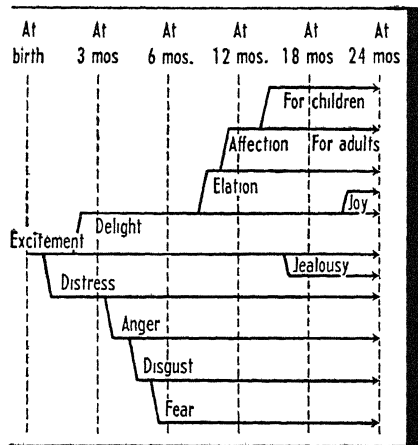 At At At At At At
birth 3 mos 6 mos. 12 mos. 18 mos 24 mos
For children
Affection For adults
Elation
Joy
Delight
Excitement
Jealousy
Distress
Anger
Disgust
Fear